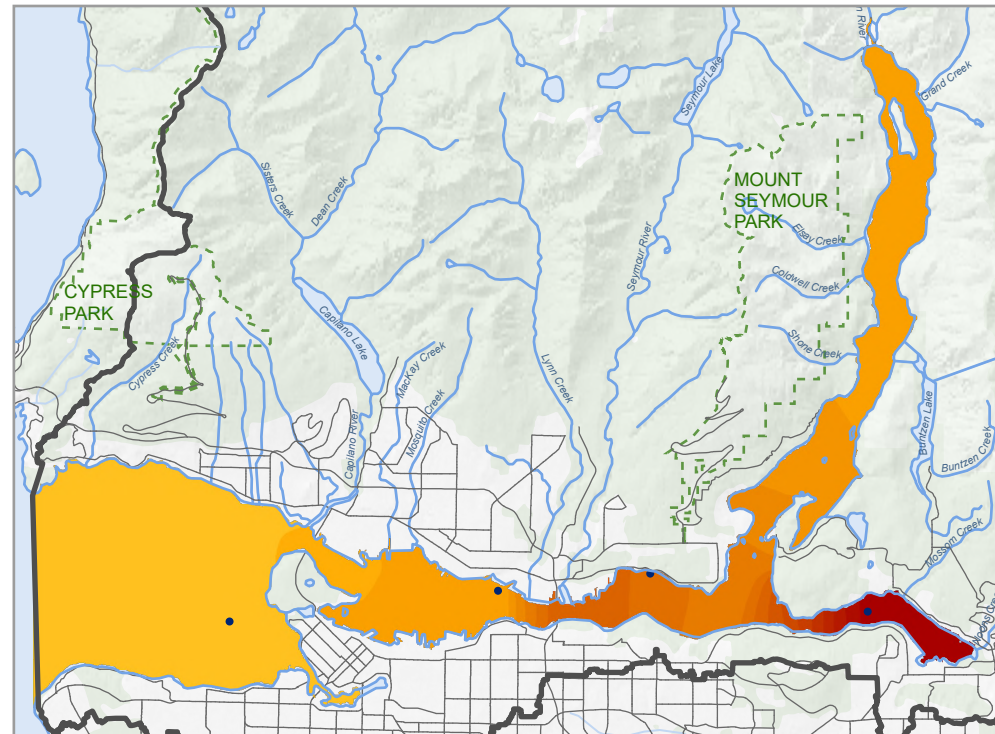 Grand Creek
Seymour Lake
MOUNT
SEYMOUR
PARK
Sisters Creek
Dean Creek
Elsay Creek
Seymour River
Coldwell Creek
CYPRESS
PARK
Capilano Lake
Shone Creek
Cypress Creek
MacKay Creek
Lynn Creek
Mosquito Creek
Buntzen Lake
Capilano River
Buntzen Creek
Mossom Creek